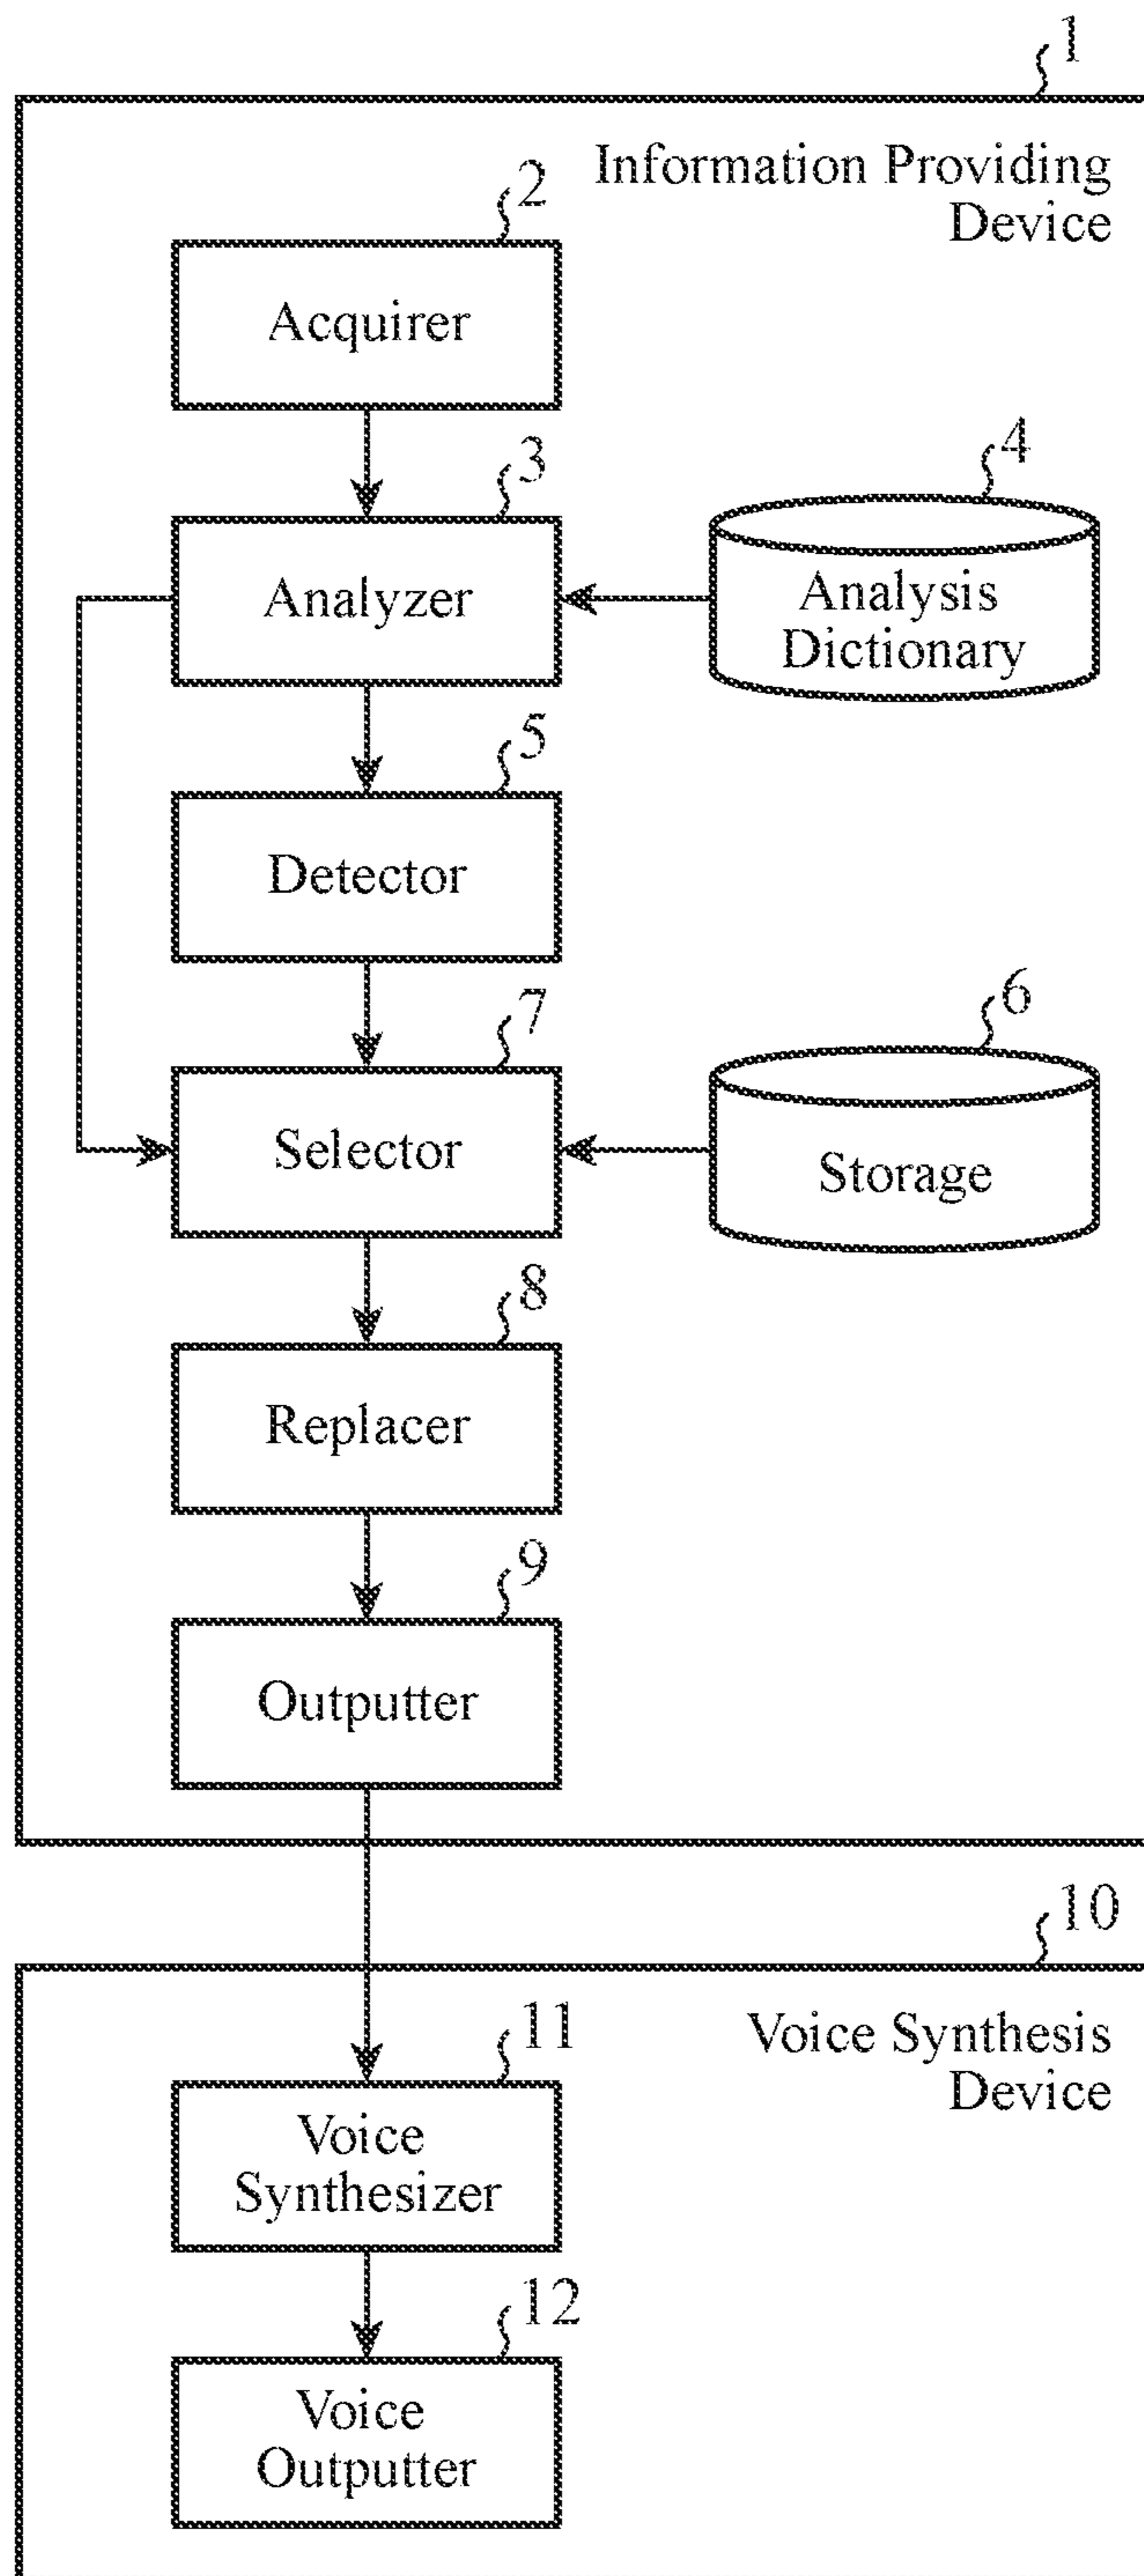 1
Information Providing
Device
2
Acquirer
3
Analyzer
4
Analysis
Dictionary
5
Detector
7
Selector
6
Storage
8
Replacer
9
Outputter
10
Voice Synthesis
Device
11
Voice
Synthesizer
12
Voice
Outputter